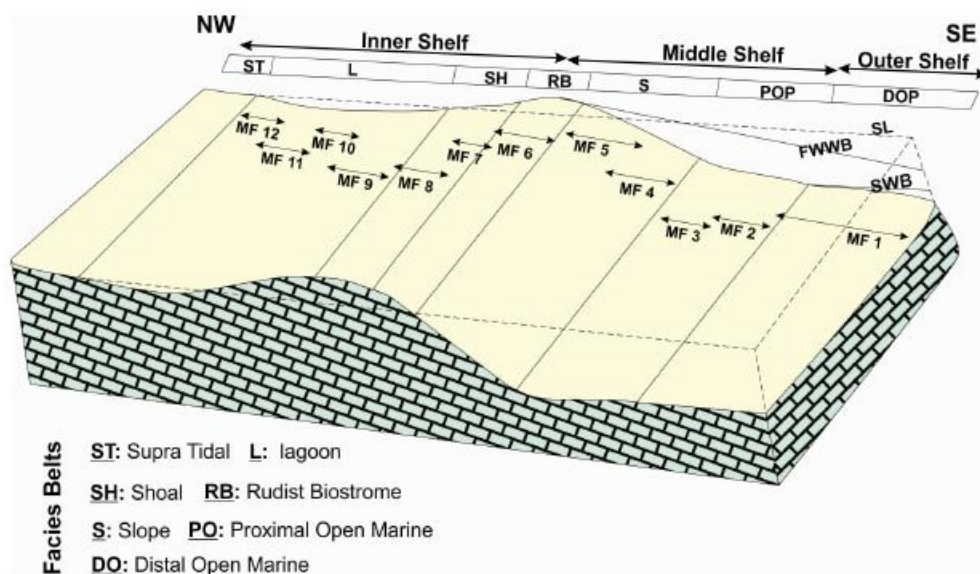 NW
SE
Inner Shelf
Middle Shelf
Outer Shelf
ST L SH RB S POP DOP
SL
FWWB
SWB
MF 12
MF 10
MF 11
MF 9
MF 8
MF 7
MF 6
MF 5
MF 4
MF 3
MF 2
MF 1
Facies Belts
ST: Supra Tidal L: lagoon
SH: Shoal RB: Rudist Biostrome
S: Slope PO: Proximal Open Marine
DO: Distal Open Marine